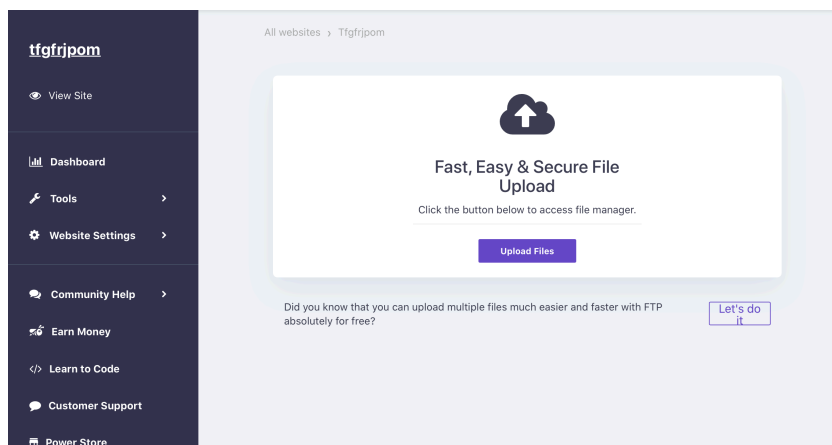 tfgfrjpom
View Site
Dashboard
Tools
Website Settings
Community Help
Earn Money
Learn to Code
Customer Support
Power Store
All websites › Tfgfrjpom
Fast, Easy & Secure File
Upload
Click the button below to access file manager.
Upload Files
Did you know that you can upload multiple files much easier and faster with FTP
absolutely for free?
Let's do
it